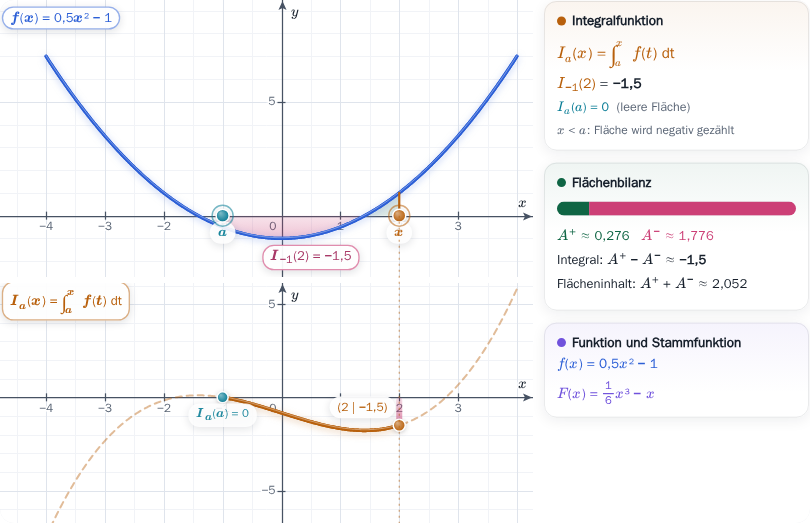 f(x) = 0,5x² − 1
y
5
x
−4 −3 −2 0 1 3
a
x
I₋₁(2) = −1,5
Iₐ(x) = ∫ₐˣ f(t) dt
y
5
x
−4 −3 −2 0 2 3
Iₐ(a) = 0
(2 | −1,5)
−5
Integralfunktion
Iₐ(x) = ∫ₐˣ f(t) dt
I₋₁(2) = −1,5
Iₐ(a) = 0 (leere Fläche)
x < a: Fläche wird negativ gezählt
Flächenbilanz
A⁺ ≈ 0,276 A⁻ ≈ 1,776
Integral: A⁺ − A⁻ ≈ −1,5
Flächeninhalt: A⁺ + A⁻ ≈ 2,052
Funktion und Stammfunktion
f(x) = 0,5x² − 1
F(x) = 1/6 x³ − x